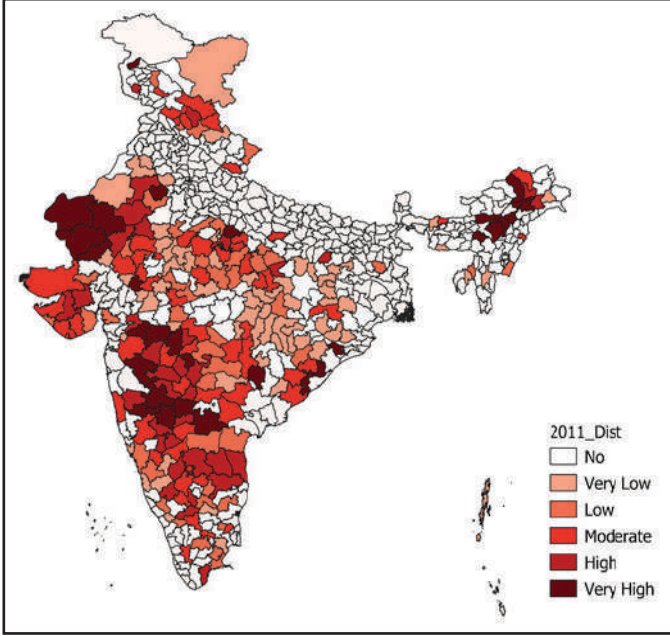 2011_Dist
No
Very Low
Low
Moderate
High
Very High